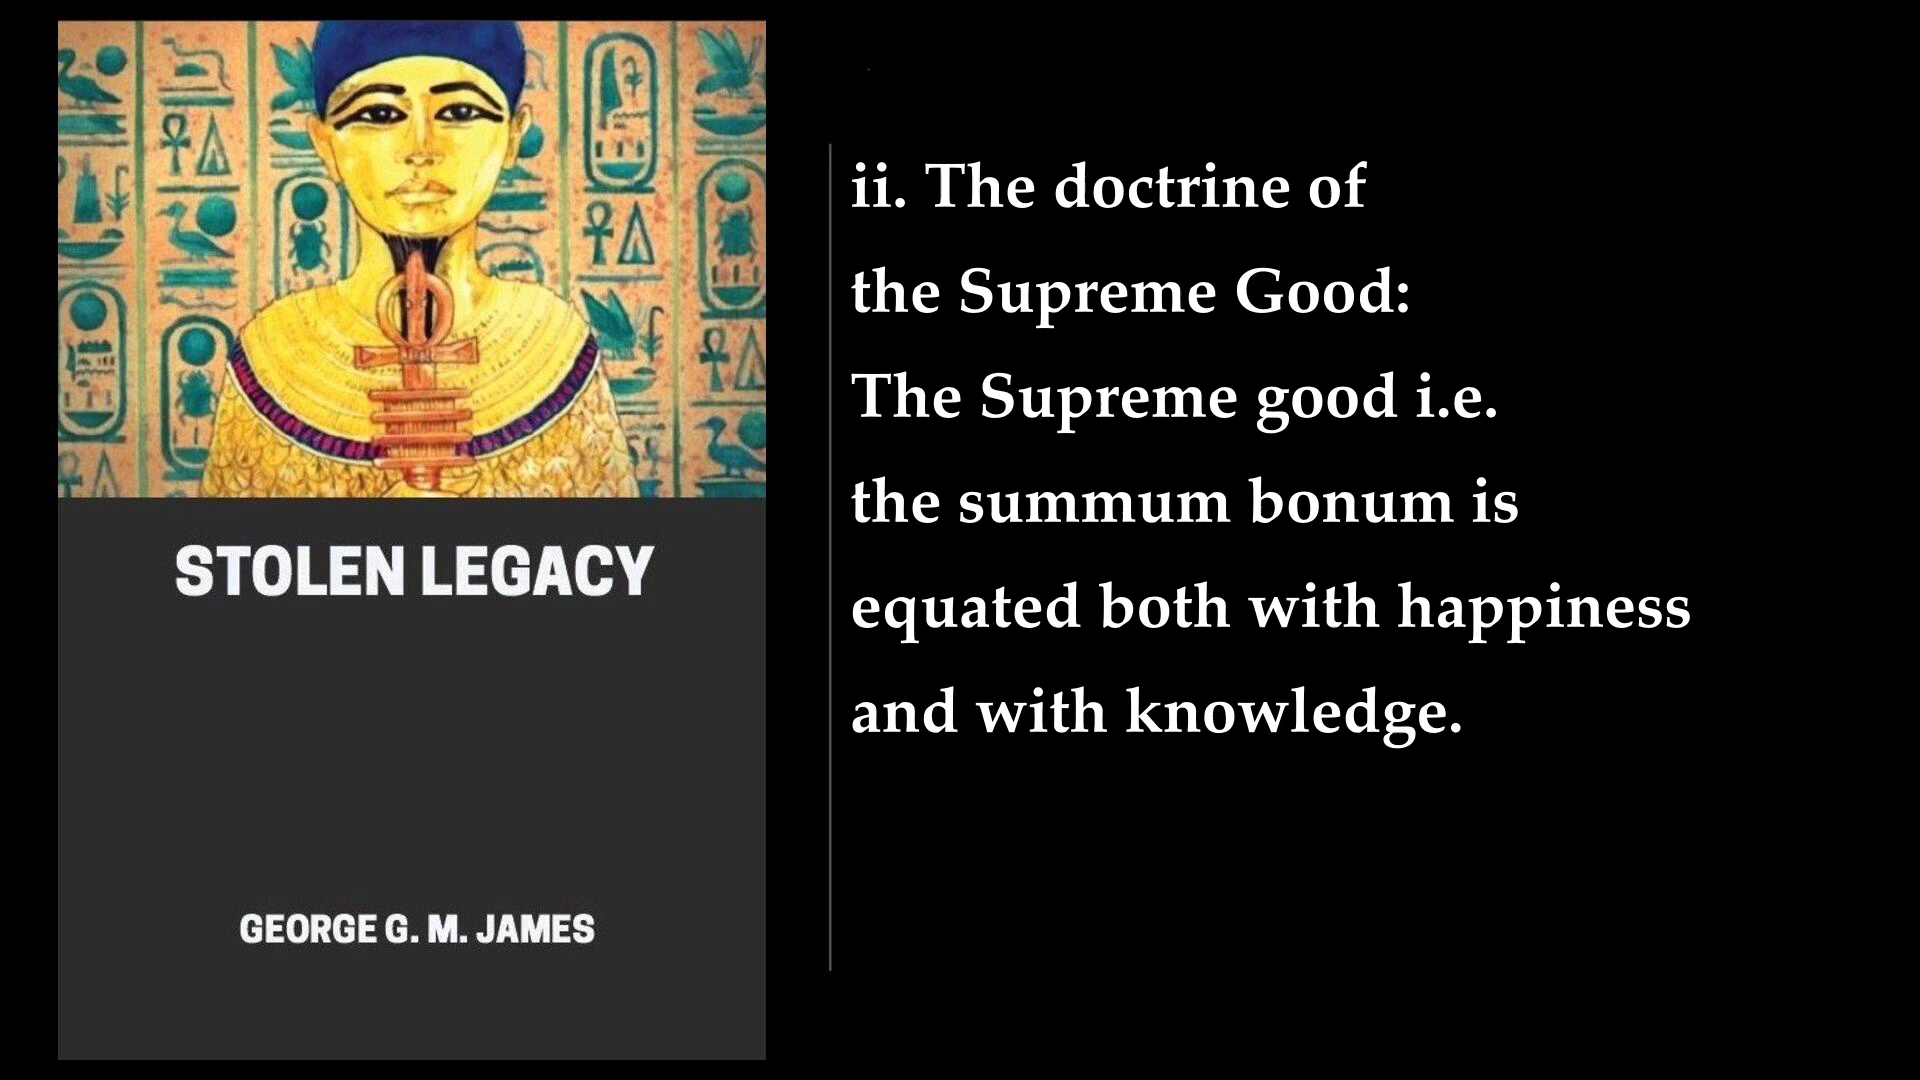 STOLEN LEGACY
GEORGE G. M. JAMES
ii. The doctrine of
the Supreme Good:
The Supreme good i.e.
the summum bonum is
equated both with happiness
and with knowledge.